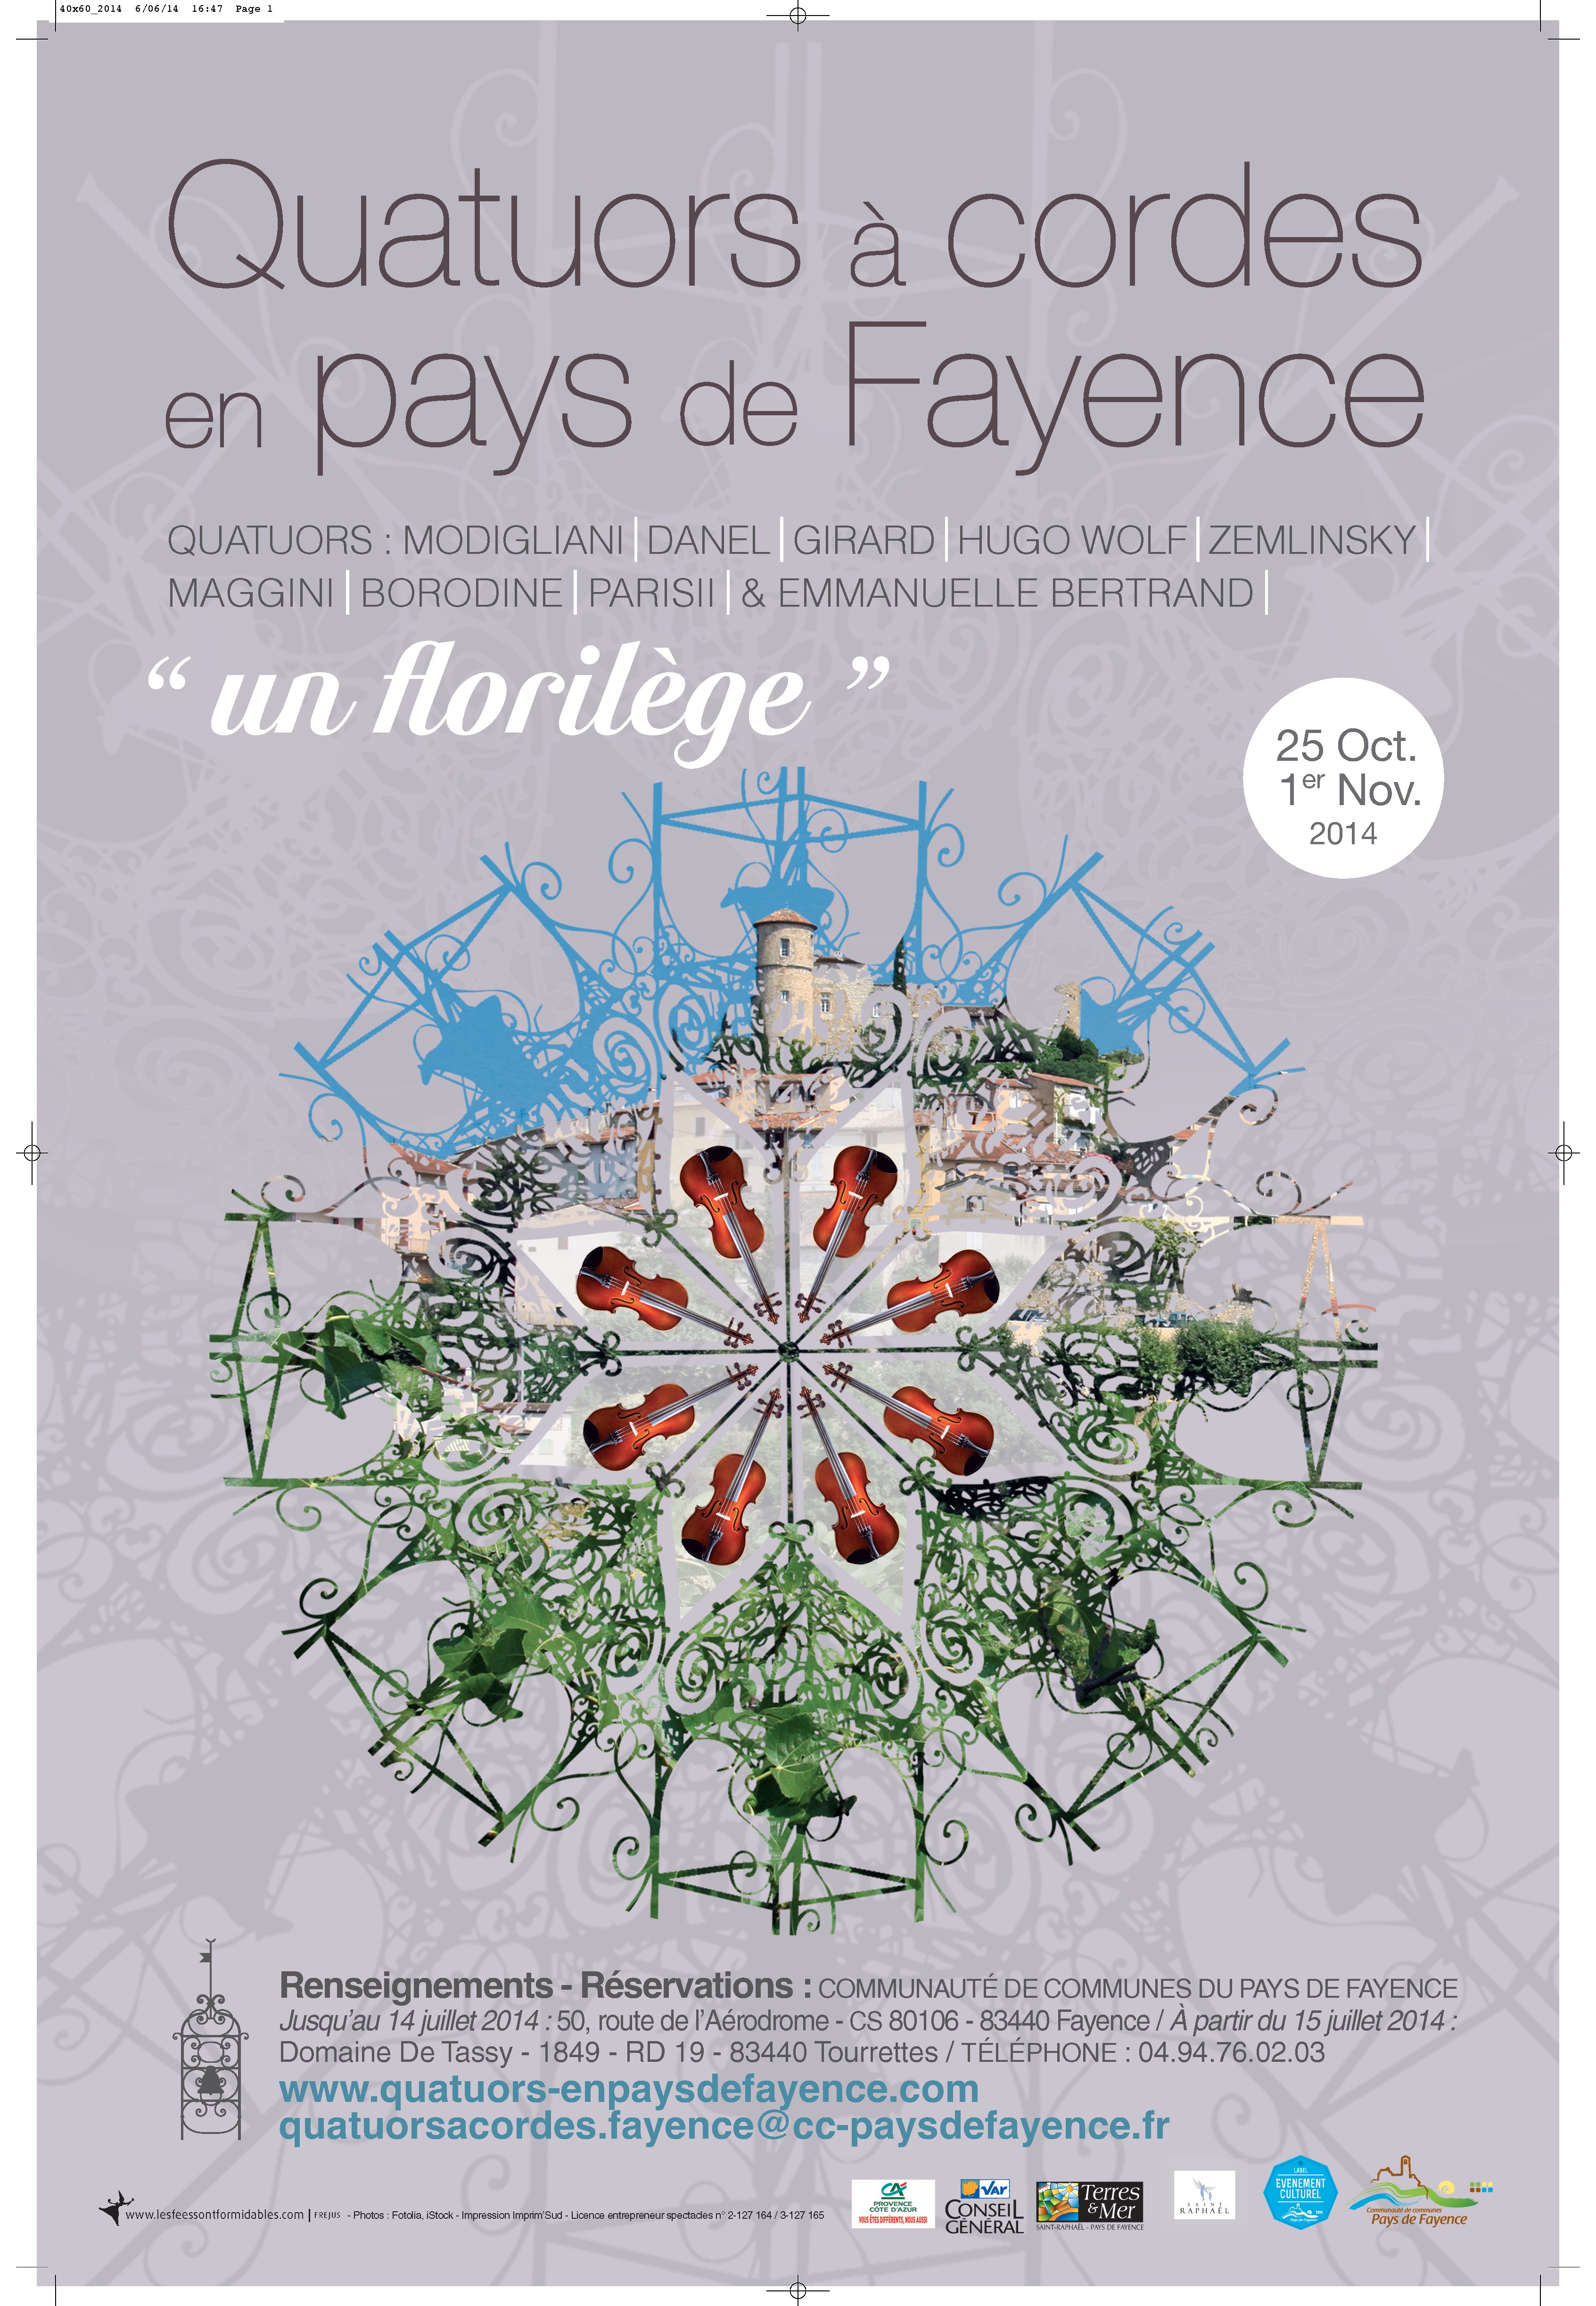 40x60_2014 6/06/14 16:47 Page 1
Quatuors à cordes
en pays de Fayence
QUATUORS : MODIGLIANI | DANEL | GIRARD | HUGO WOLF | ZEMLINSKY |
MAGGINI | BORODINE | PARISII | & EMMANUELLE BERTRAND |
“ un florilège ”
25 Oct.
1er Nov.
2014
Renseignements - Réservations : COMMUNAUTÉ DE COMMUNES DU PAYS DE FAYENCE
Jusqu’au 14 juillet 2014 : 50, route de l’Aérodrome - CS 80106 - 83440 Fayence / À partir du 15 juillet 2014 :
Domaine De Tassy - 1849 - RD 19 - 83440 Tourrettes / TÉLÉPHONE : 04.94.76.02.03
www.quatuors-enpaysdefayence.com
quatuorsacordes.fayence@cc-paysdefayence.fr
www.lesfeessontformidables.com | FREJUS - Photos : Fotolia, iStock - Impression Imprim’Sud - Licence entrepreneur spectacles n° 2-127 164 / 3-127 165
CA
PROVENCE
CÔTE D'AZUR
VOUS ÊTES DIFFÉRENTS, NOUS AUSSI
VAR
CONSEIL
GÉNÉRAL
Terres
& Mer
SAINT-RAPHAËL - PAYS DE FAYENCE
SAINT
RAPHAËL
LABEL
EVENEMENT
CULTUREL
Pays de Fayence
Communauté de communes
Pays de Fayence